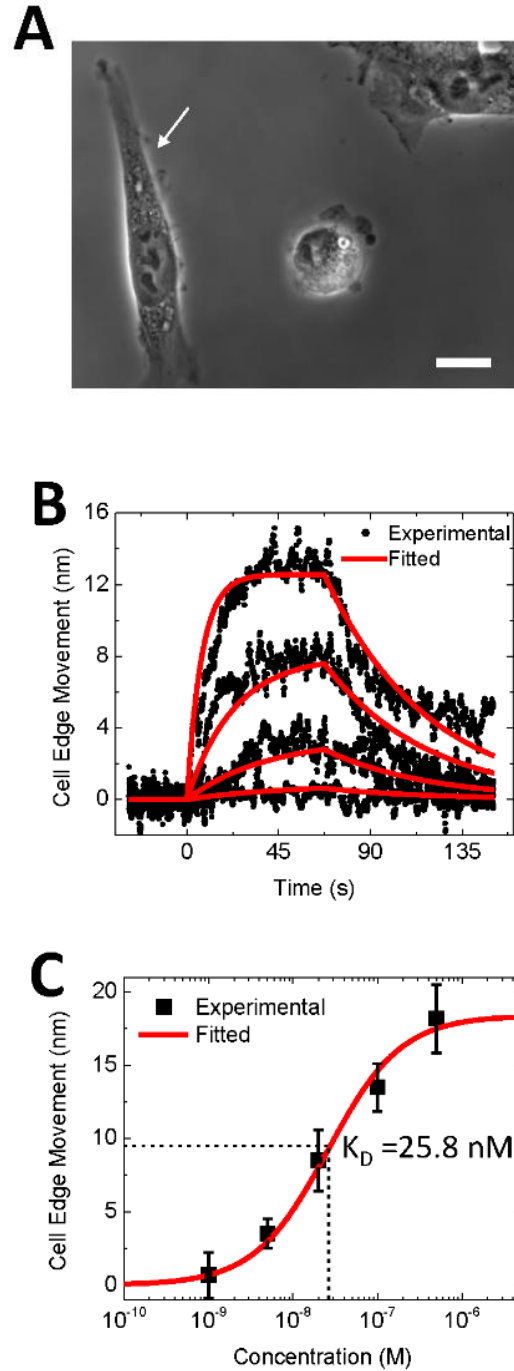 A
B
16
12
8
4
0
Cell Edge Movement (nm)
Experimental
Fitted
0 45 90 135
Time (s)
C
20
15
10
5
0
Cell Edge Movement (nm)
Experimental
Fitted
K_D =25.8 nM
10⁻¹⁰ 10⁻⁹ 10⁻⁸ 10⁻⁷ 10⁻⁶
Concentration (M)